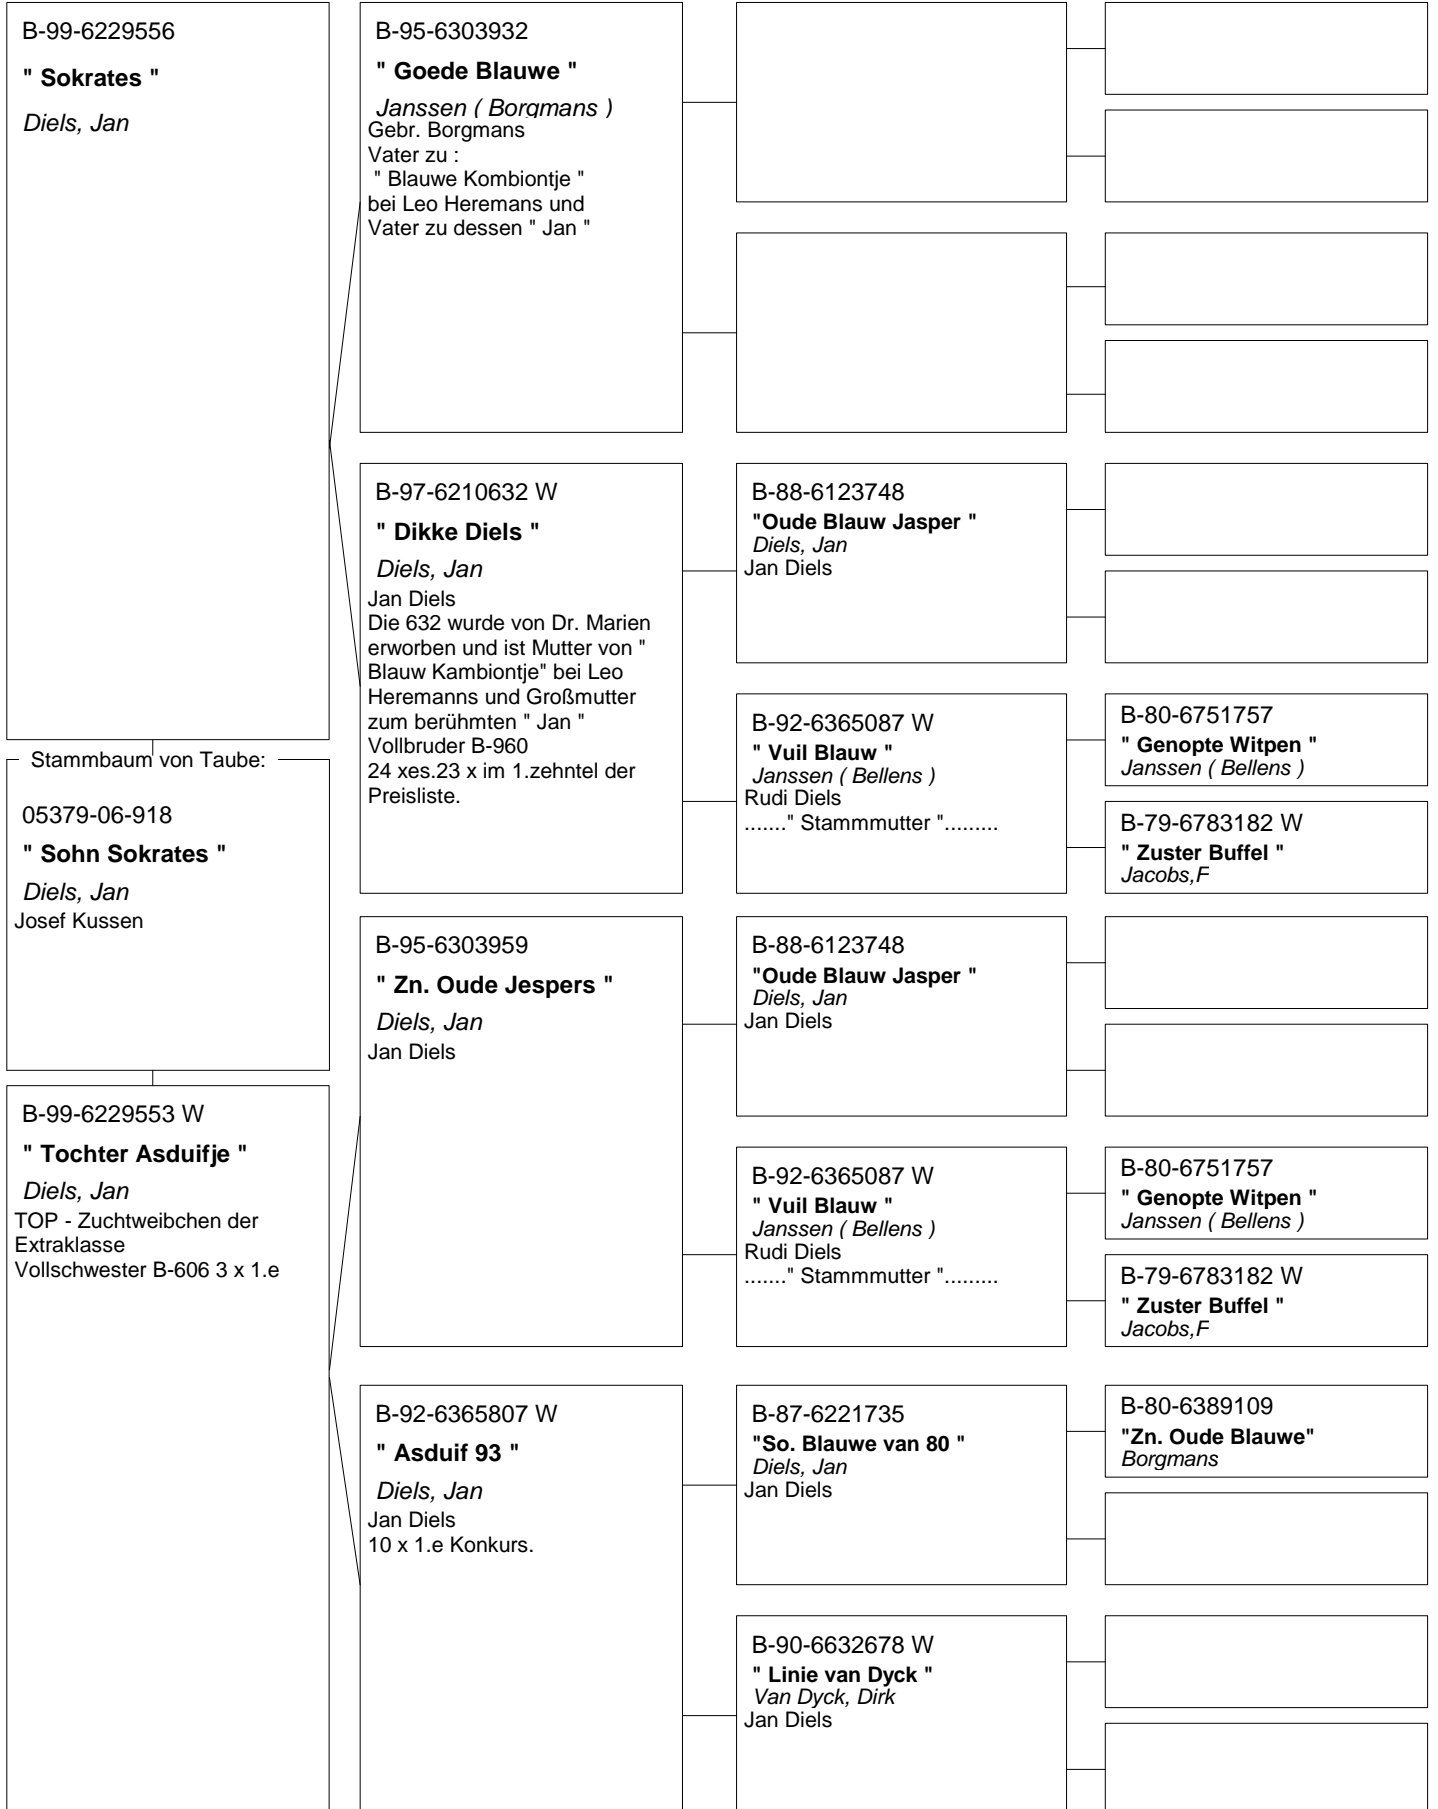 B-99-6229556
" Sokrates "
Diels, Jan
Stammbaum von Taube:
05379-06-918
" Sohn Sokrates "
Diels, Jan
Josef Kussen
B-99-6229553 W
" Tochter Asduifje "
Diels, Jan
TOP - Zuchtweibchen der
Extraklasse
Vollschwester B-606 3 x 1.e
B-95-6303932
" Goede Blauwe "
Janssen ( Borgmans )
Gebr. Borgmans
Vater zu :
" Blauwe Kombiontje "
bei Leo Heremans und
Vater zu dessen " Jan "
B-97-6210632 W
" Dikke Diels "
Diels, Jan
Jan Diels
Die 632 wurde von Dr. Marien
erworben und ist Mutter von "
Blauw Kambiontje" bei Leo
Heremanns und Großmutter
zum berühmten " Jan "
Vollbruder B-960
24 xes.23 x im 1.zehntel der
Preisliste.
B-95-6303959
" Zn. Oude Jespers "
Diels, Jan
Jan Diels
B-92-6365807 W
" Asduif 93 "
Diels, Jan
Jan Diels
10 x 1.e Konkurs.
B-88-6123748
"Oude Blauw Jasper "
Diels, Jan
Jan Diels
B-92-6365087 W
" Vuil Blauw "
Janssen ( Bellens )
Rudi Diels
......." Stammmutter ".........
B-88-6123748
"Oude Blauw Jasper "
Diels, Jan
Jan Diels
B-92-6365087 W
" Vuil Blauw "
Janssen ( Bellens )
Rudi Diels
......." Stammmutter ".........
B-87-6221735
"So. Blauwe van 80 "
Diels, Jan
Jan Diels
B-90-6632678 W
" Linie van Dyck "
Van Dyck, Dirk
Jan Diels
B-80-6751757
" Genopte Witpen "
Janssen ( Bellens )
B-79-6783182 W
" Zuster Buffel "
Jacobs,F
B-80-6751757
" Genopte Witpen "
Janssen ( Bellens )
B-79-6783182 W
" Zuster Buffel "
Jacobs,F
B-80-6389109
"Zn. Oude Blauwe"
Borgmans